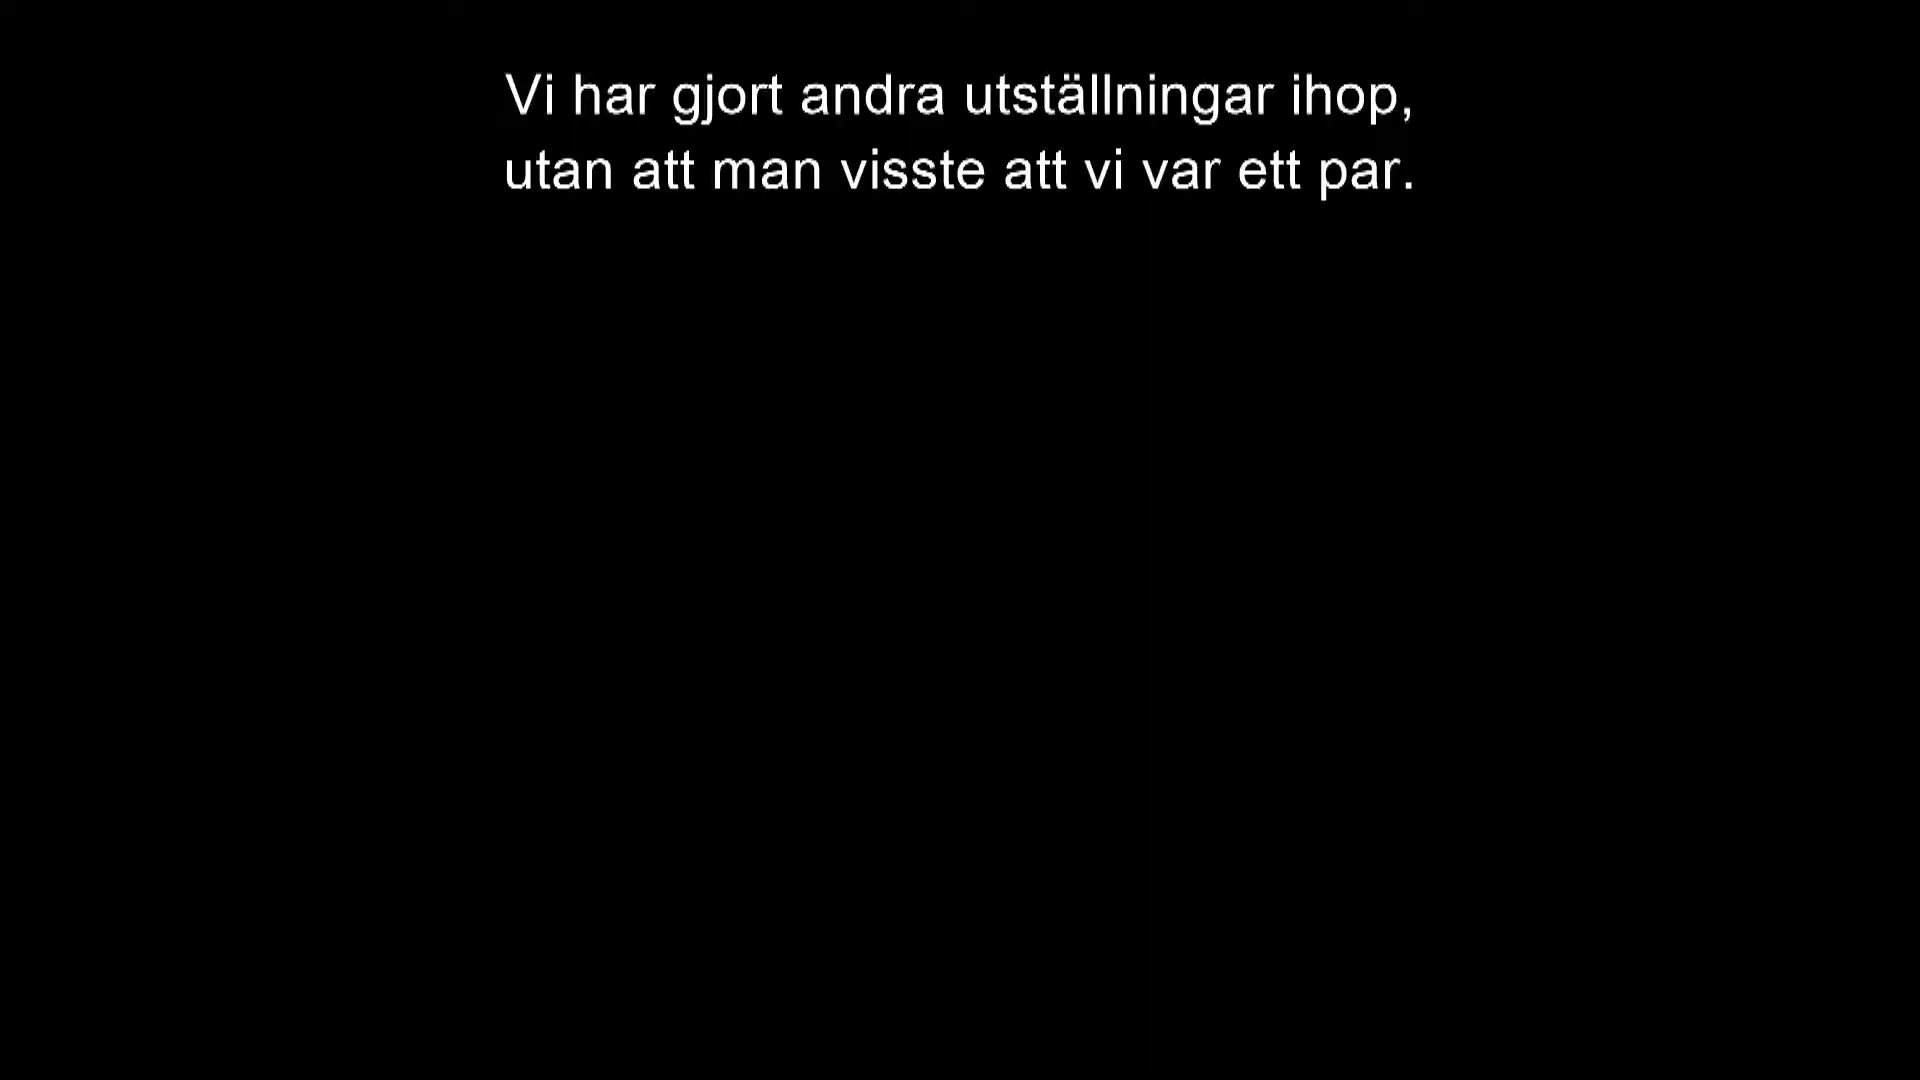 Vi har gjort andra utställningar ihop,
utan att man visste att vi var ett par.